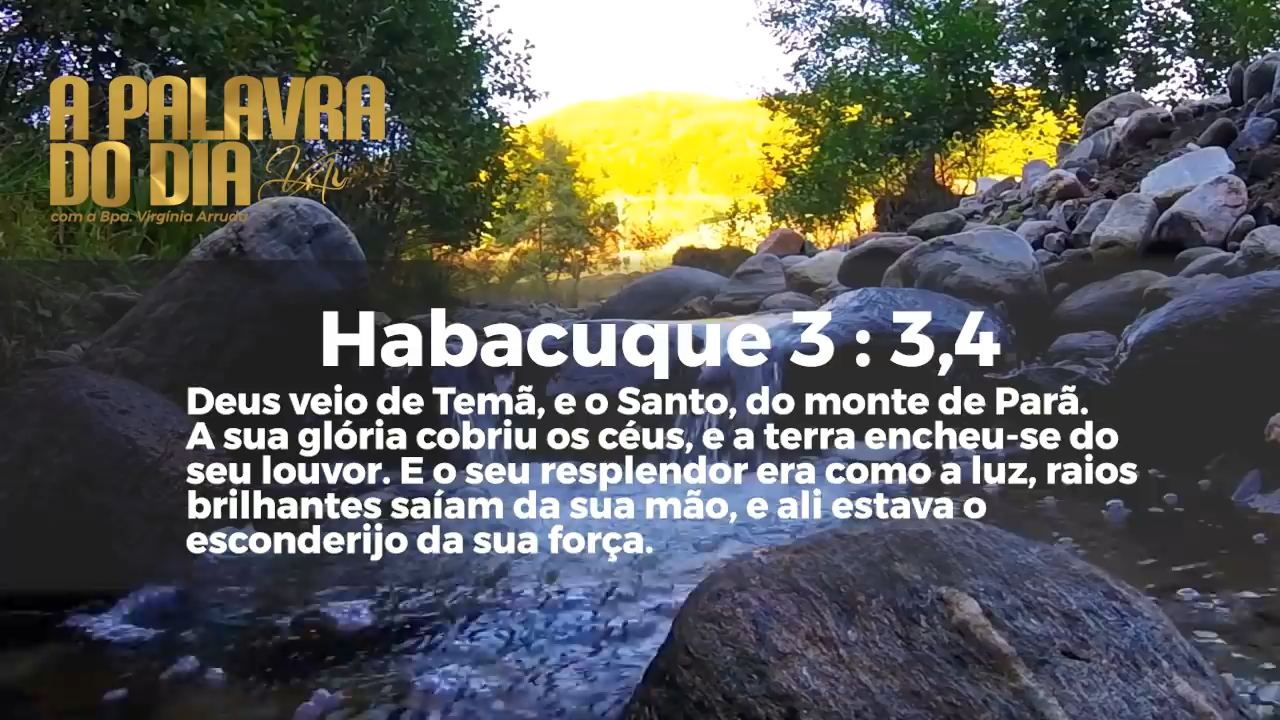 A PALAVRA
DO DIA
com a Bpa. Virgínia Arruda
Habacuque 3 : 3,4
Deus veio de Temã, e o Santo, do monte de Parã.
A sua glória cobriu os céus, e a terra encheu-se do
seu louvor. E o seu resplendor era como a luz, raios
brilhantes saíam da sua mão, e ali estava o
esconderijo da sua força.